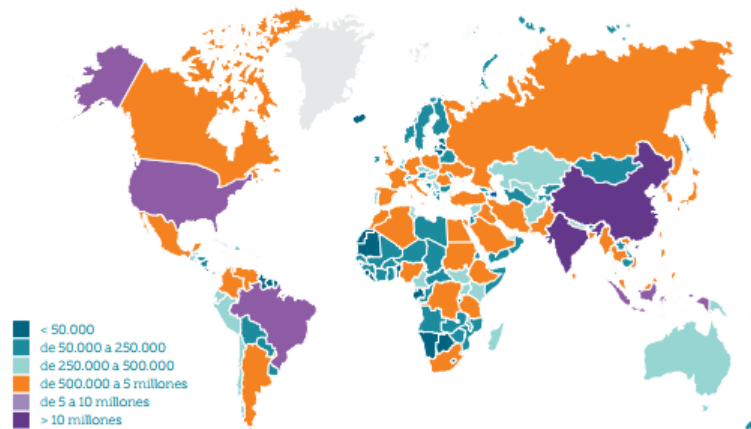 < 50.000
de 50.000 a 250.000
de 250.000 a 500.000
de 500.000 a 5 millones
de 5 a 10 millones
> 10 millones